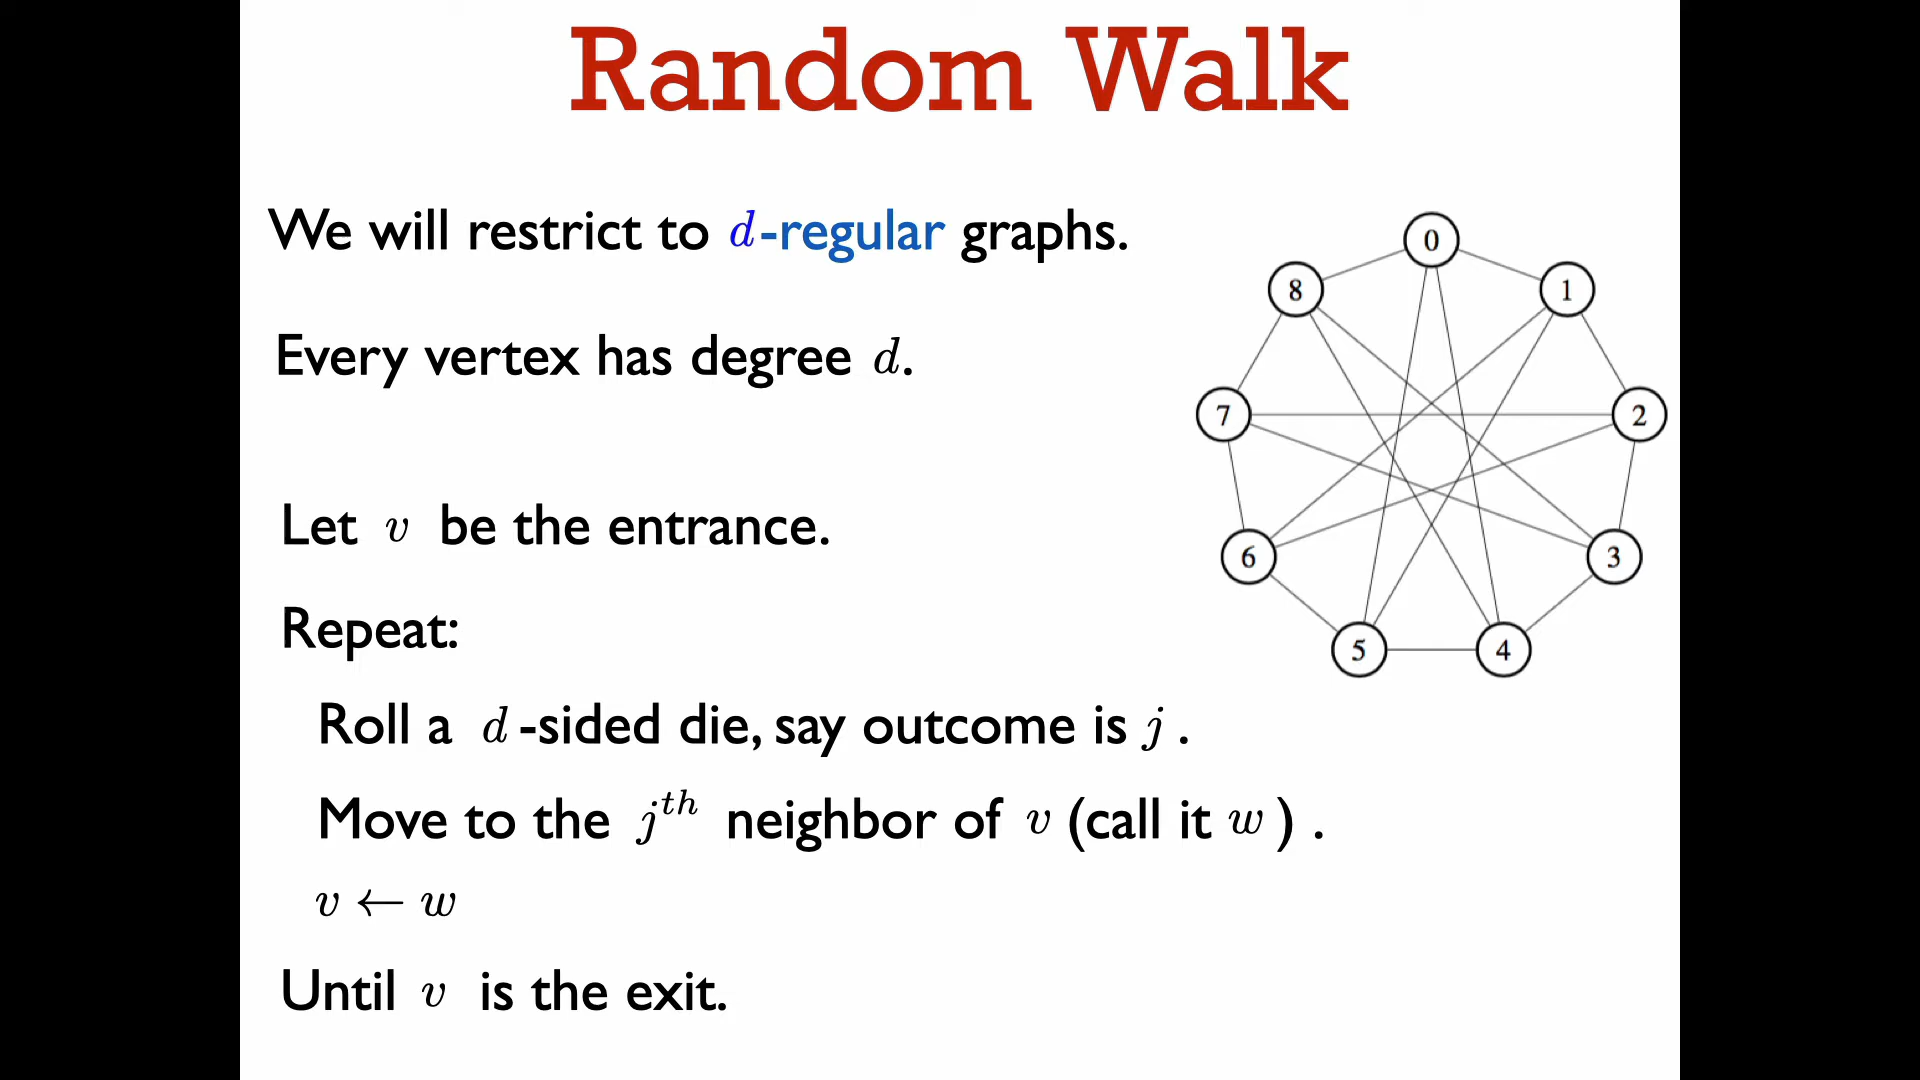 Random Walk
We will restrict to d-regular graphs.
Every vertex has degree d.
Let v be the entrance.
Repeat:
Roll a d-sided die, say outcome is j.
Move to the j^th neighbor of v (call it w).
v ← w
Until v is the exit.
0
8
1
7
2
6
3
5
4